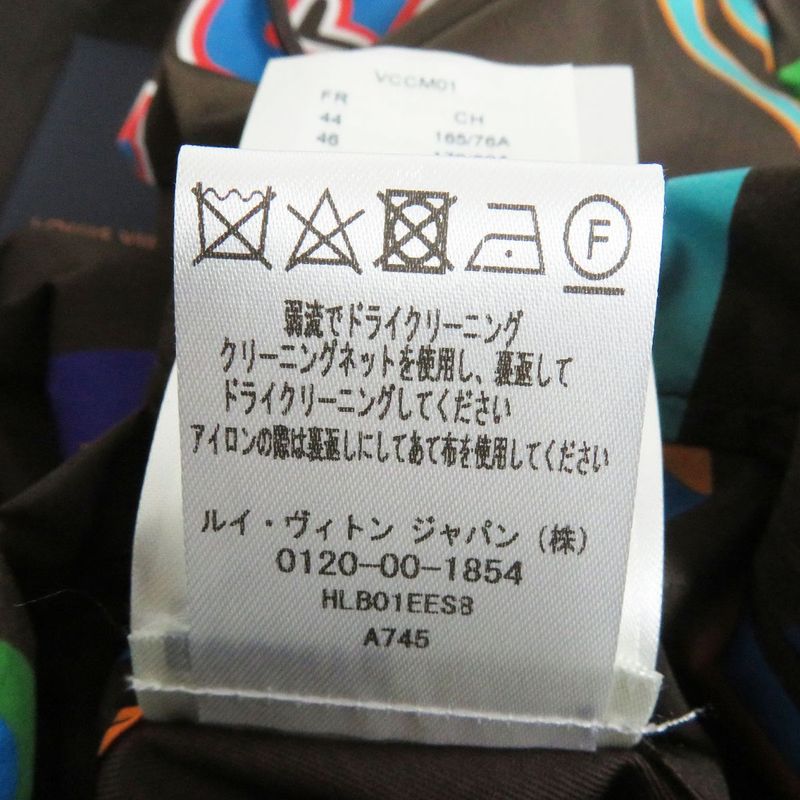 VCCM01
FR
44 CH
46 165/76A
F
弱流でドライクリーニング
クリーニングネットを使用し、裏返して
ドライクリーニングしてください
アイロンの際は裏返しにしてあて布を使用してください
ルイ・ヴィトン ジャパン (株)
0120-00-1854
HLB01EES8
A745